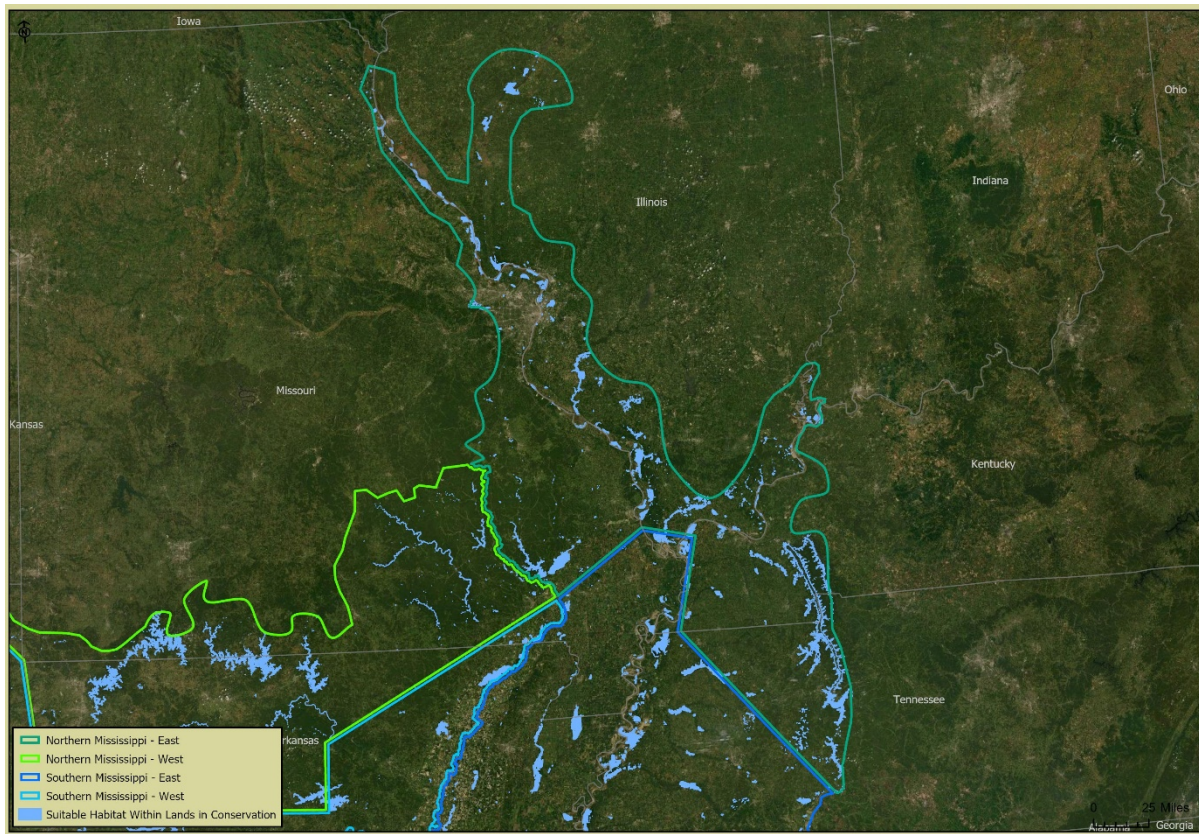 Iowa
Ohio
Indiana
Illinois
Missouri
Kansas
Kentucky
Tennessee
rkansas
Northern Mississippi - East
Northern Mississippi - West
Southern Mississippi - East
Southern Mississippi - West
Suitable Habitat Within Lands in Conservation
0 25 Miles
Alabama Georgia